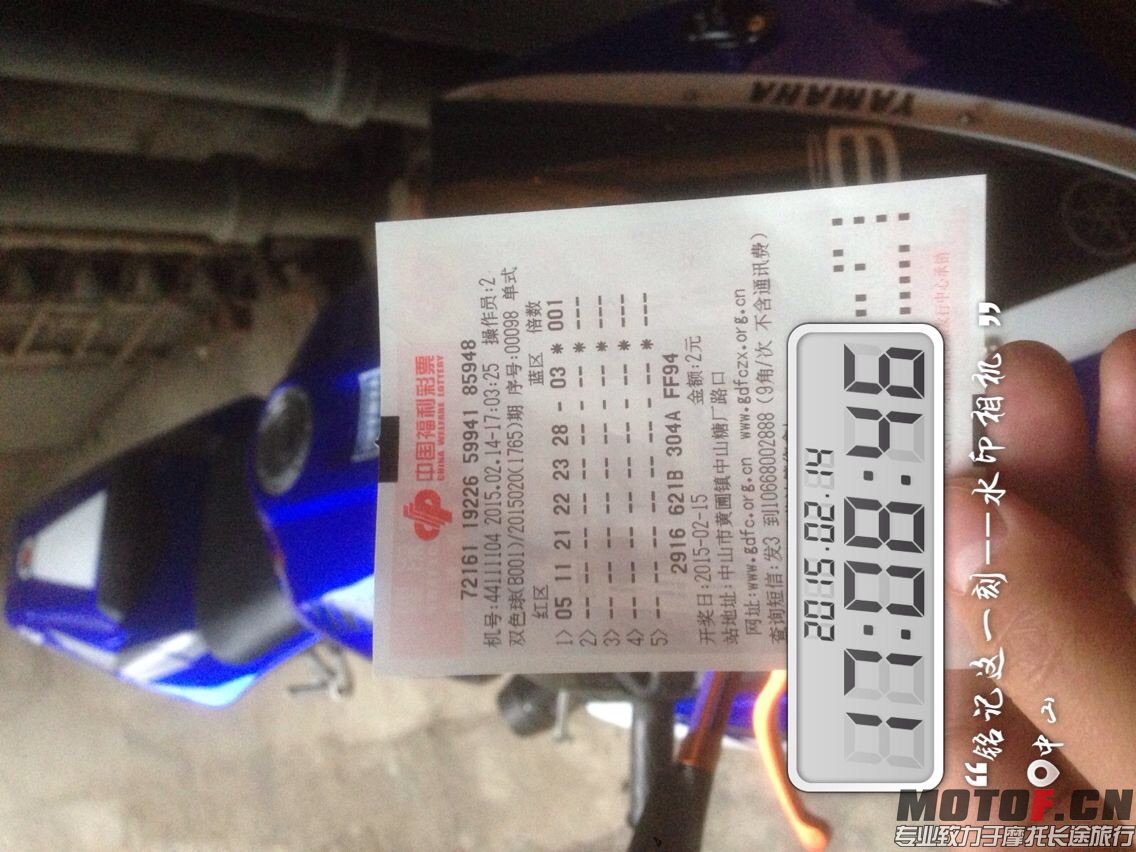 YAMAHA
中国福利彩票
CHINA WELFARE LOTTERY
72161 19226 59941 85948
机号:44111104 2015.02.14-17:03:25 操作员:2
双色球(B001)/2015020(1765)期 序号:00098 单式
红区 蓝区 倍数
1> 05 11 21 22 23 28 - 03 * 001
2> -- -- -- -- -- -- - -- * ---
3> -- -- -- -- -- -- - -- * ---
4> -- -- -- -- -- -- - -- * ---
5> -- -- -- -- -- -- - -- * ---
2916 621B 304A FF94
开奖日:2015-02-15 金额:2元
站地址:中山市黄圃镇中山糖厂路口
网址:www.gdfc.org.cn www.gdfczx.org.cn
查询短信:发3 到10668002888（9角/次 不含通讯费）
行中心承销
2015.02.14
17:08:46
“铭记这一刻——水印相机”
中山
MOTOF.CN
专业致力于摩托长途旅行